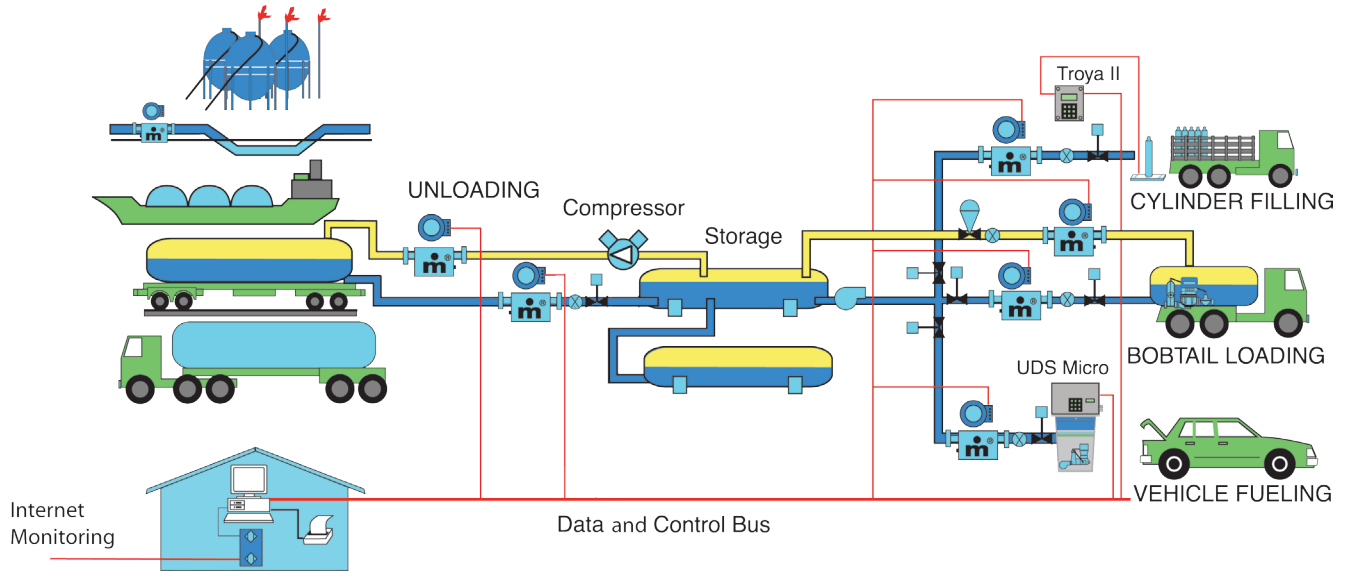 Troya II
m®
CYLINDER FILLING
UNLOADING
Compressor
Storage
m®
m®
m®
m®
m®
BOBTAIL LOADING
UDS Micro
m®
m®
VEHICLE FUELING
Internet
Monitoring
Data and Control Bus